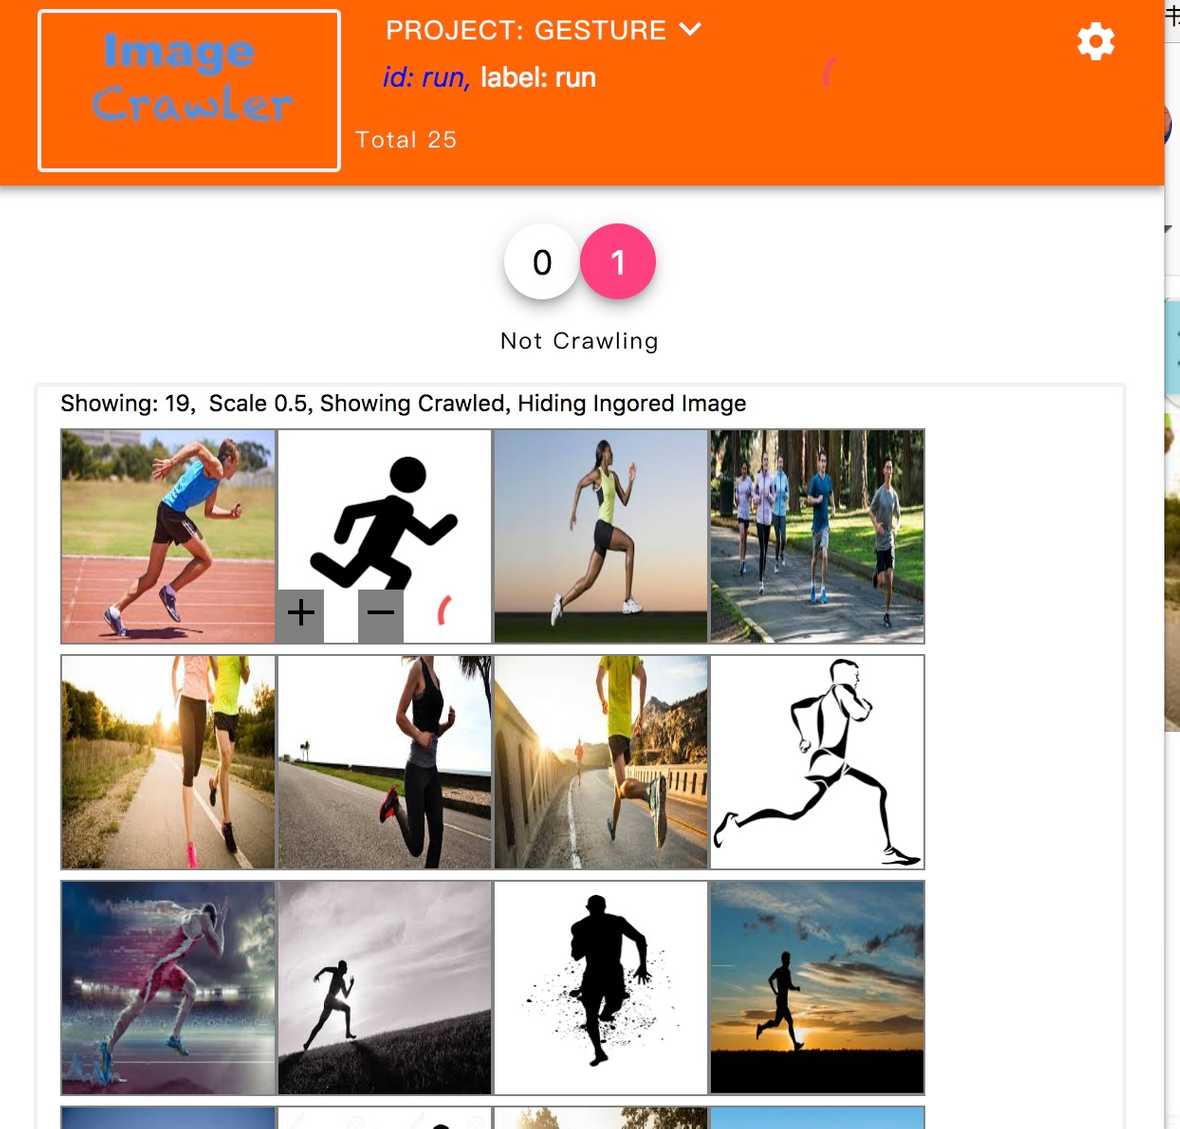 Image
Crawler
PROJECT: GESTURE
id: run, label: run
Total 25
0 1
Not Crawling
Showing: 19,  Scale 0.5, Showing Crawled, Hiding Ingored Image
+ −